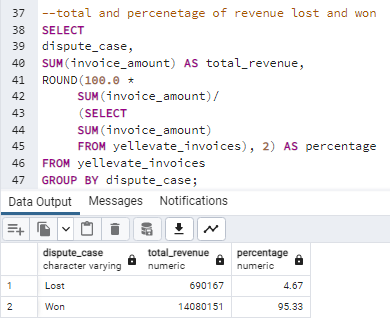 37 --total and percenetage of revenue lost and won
38 SELECT
39 dispute_case,
40 SUM(invoice_amount) AS total_revenue,
41 ROUND(100.0 *
42 SUM(invoice_amount)/
43 (SELECT
44 SUM(invoice_amount)
45 FROM yellevate_invoices), 2) AS percentage
46 FROM yellevate_invoices
47 GROUP BY dispute_case;
Data Output Messages Notifications
dispute_case total_revenue percentage
character varying numeric numeric
1 Lost 690167 4.67
2 Won 14080151 95.33